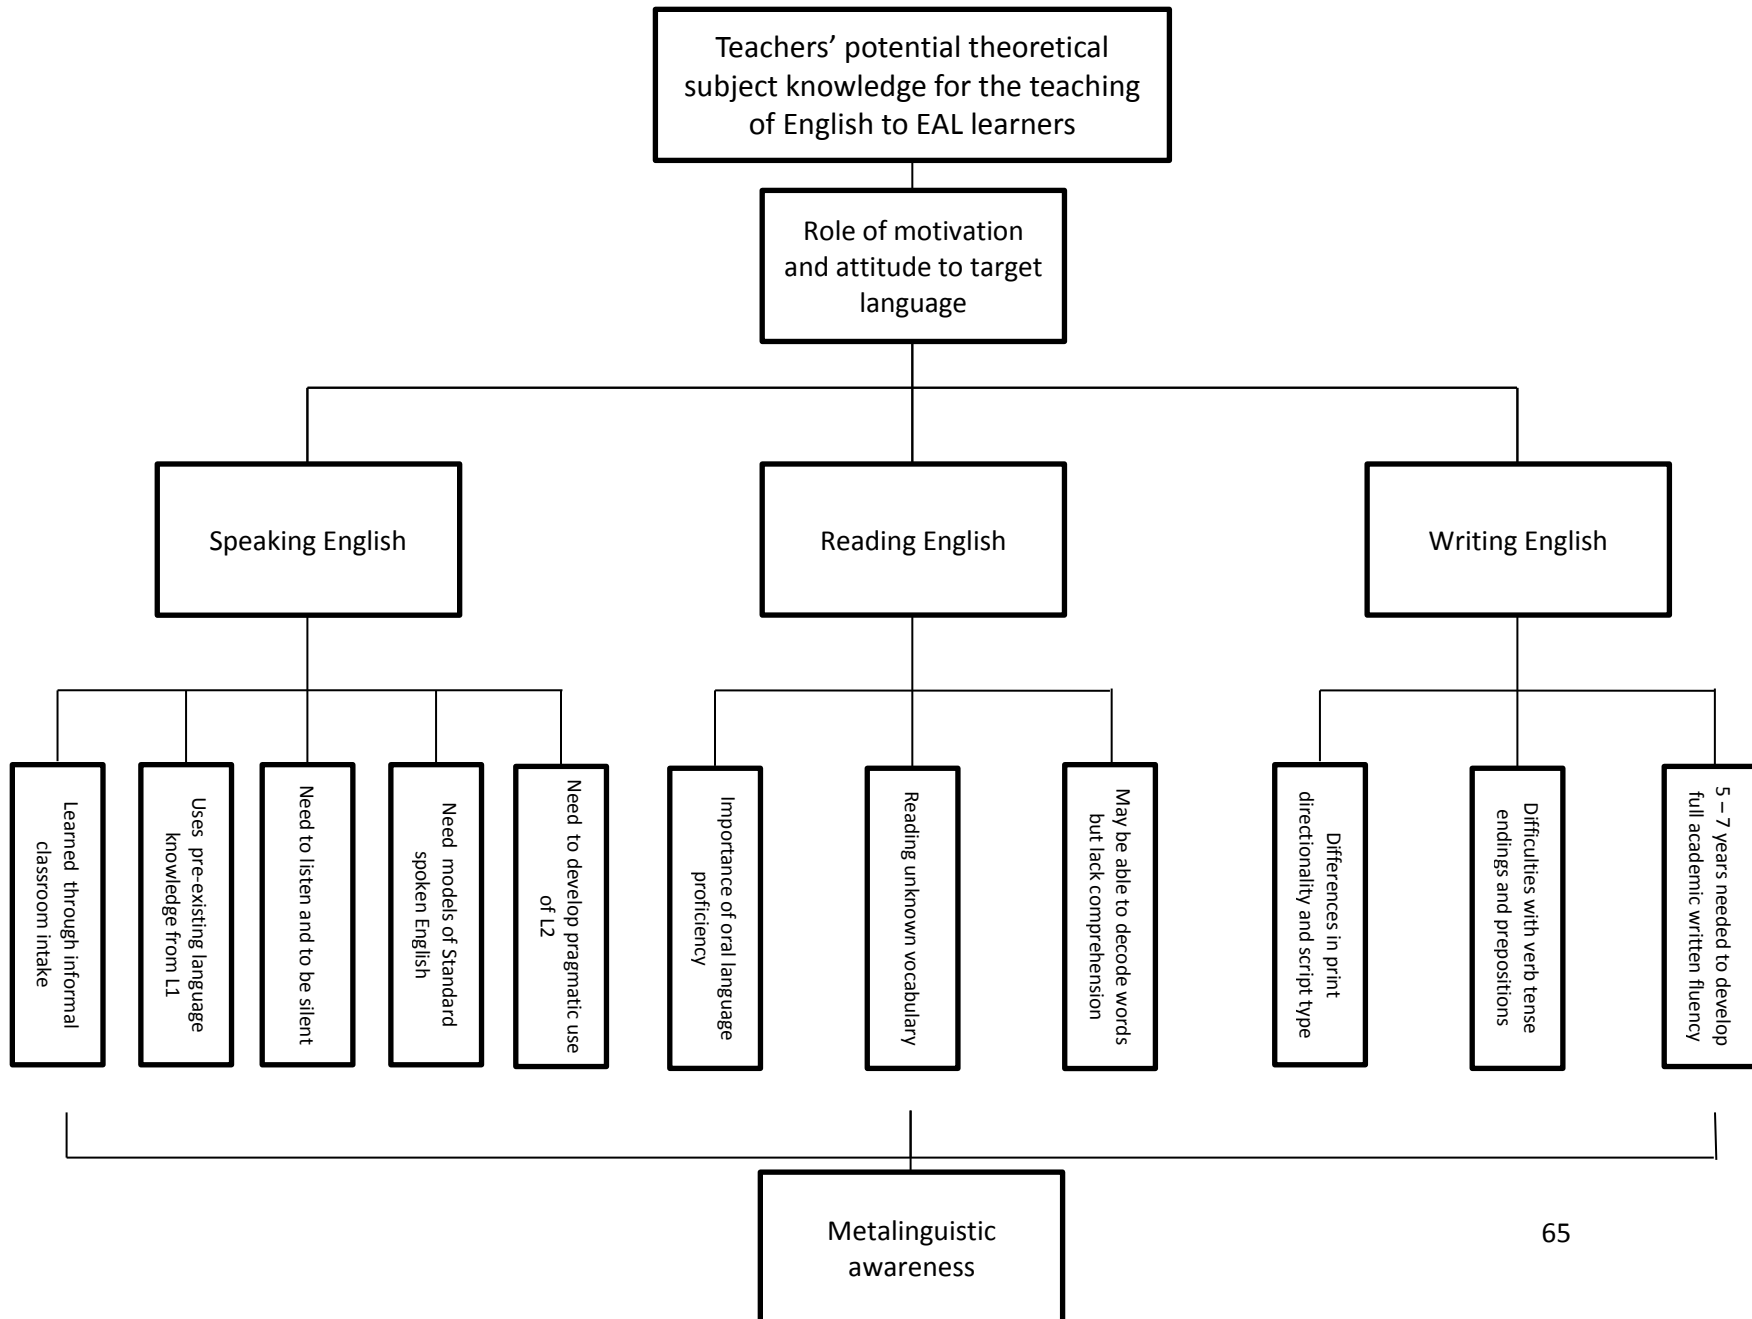 Teachers’ potential theoretical
subject knowledge for the teaching
of English to EAL learners
Role of motivation
and attitude to target
language
Speaking English
Reading English
Writing English
Learned through informal
classroom intake
Uses pre-existing language
knowledge from L1
Need to listen and to be silent
Need models of Standard
spoken English
Need to develop pragmatic use
of L2
Importance of oral language
proficiency
Reading unknown vocabulary
May be able to decode words
but lack comprehension
Differences in print
directionality and script type
Difficulties with verb tense
endings and prepositions
5 – 7 years needed to develop
full academic written fluency
Metalinguistic
awareness
65